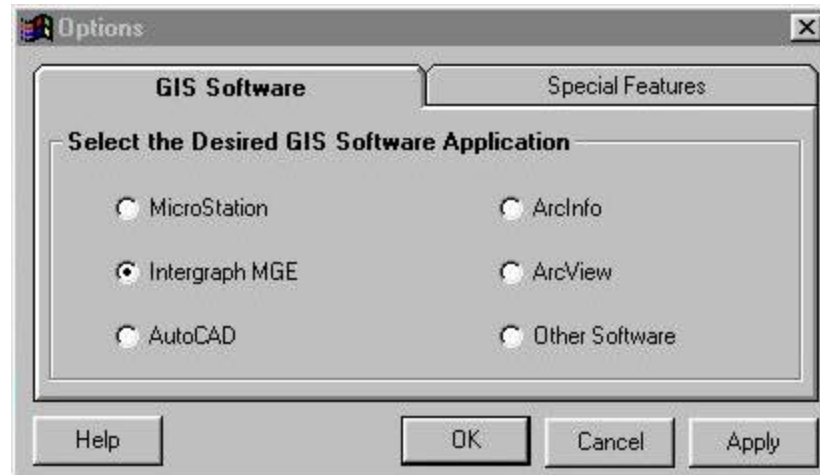 Options
GIS Software
Special Features
Select the Desired GIS Software Application
MicroStation
ArcInfo
Intergraph MGE
ArcView
AutoCAD
Other Software
Help
OK
Cancel
Apply